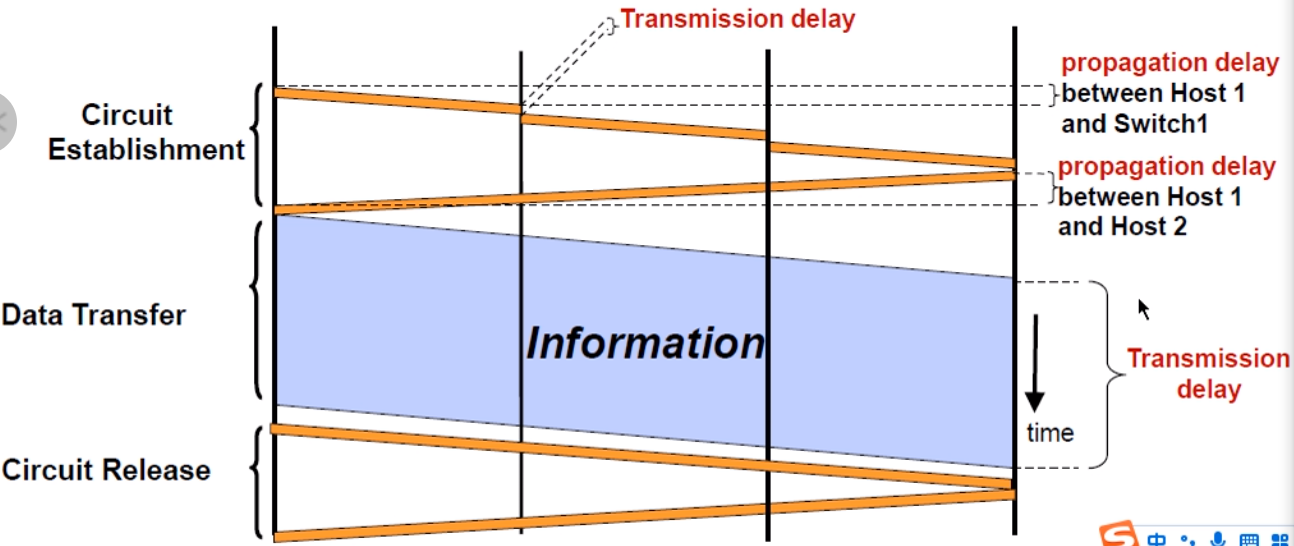 Transmission delay
propagation delay
between Host 1
and Switch1
Circuit
Establishment
propagation delay
between Host 1
and Host 2
Data Transfer
Information
Transmission
delay
time
Circuit Release
S 中